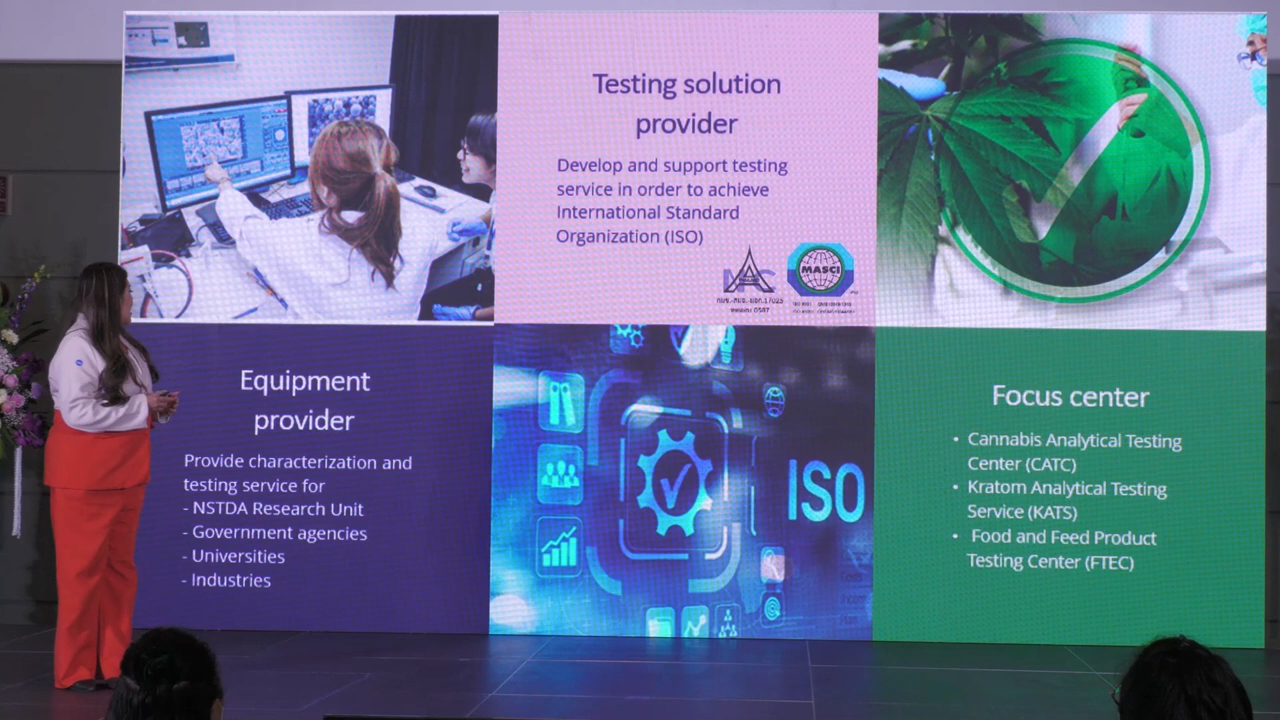 Testing solution
provider
Develop and support testing
service in order to achieve
International Standard
Organization (ISO)
MASCI
Equipment
provider
Provide characterization and
testing service for
- NSTDA Research Unit
- Government agencies
- Universities
- Industries
ISO
Focus center
• Cannabis Analytical Testing
Center (CATC)
• Kratom Analytical Testing
Service (KATS)
• Food and Feed Product
Testing Center (FTEC)